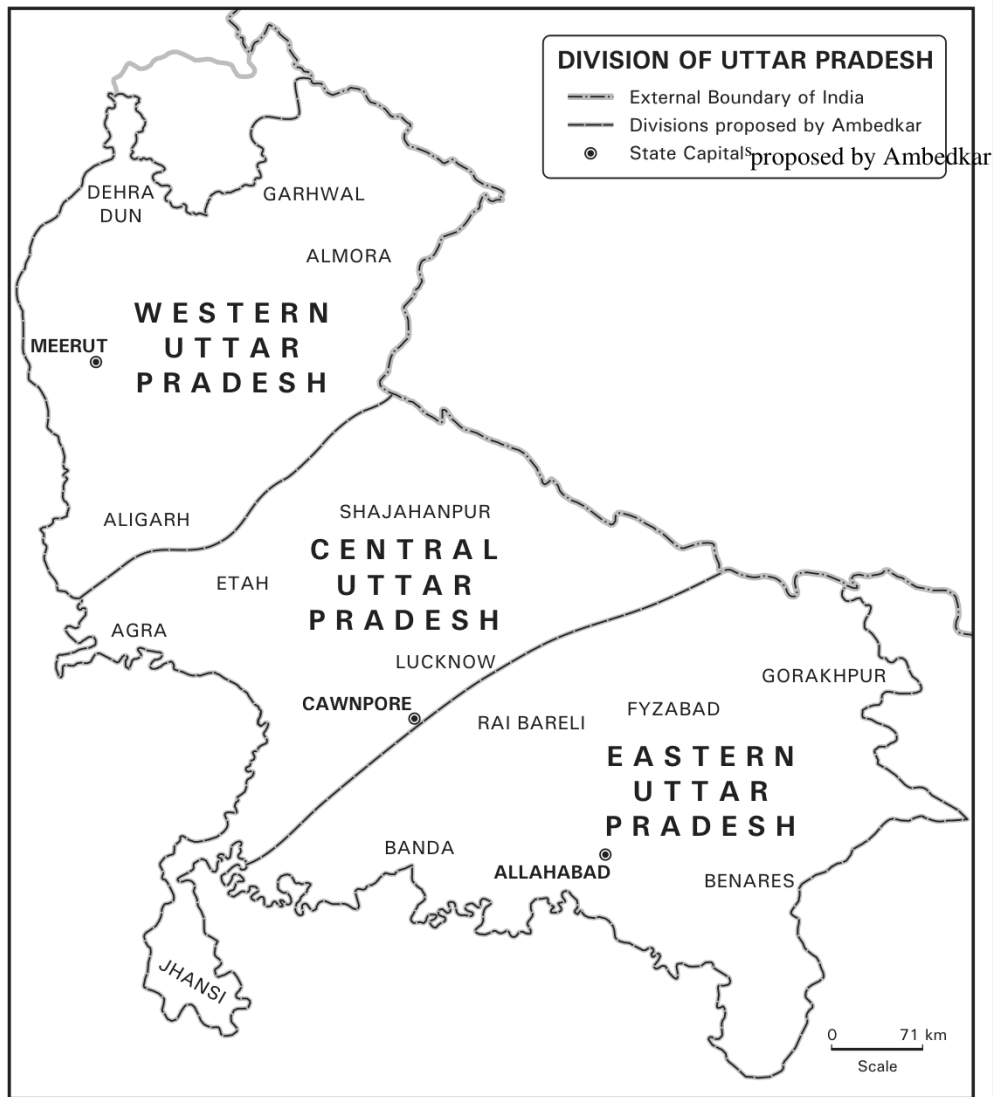 DIVISION OF UTTAR PRADESH
External Boundary of India
Divisions proposed by Ambedkar
State Capitals proposed by Ambedkar
DEHRA
DUN
GARHWAL
ALMORA
WESTERN
UTTAR
PRADESH
MEERUT
ALIGARH
SHAJAHANPUR
CENTRAL
UTTAR
PRADESH
ETAH
AGRA
LUCKNOW
CAWNPORE
GORAKHPUR
FYZABAD
RAI BARELI
EASTERN
UTTAR
PRADESH
BANDA
ALLAHABAD
BENARES
JHANSI
0 71 km
Scale